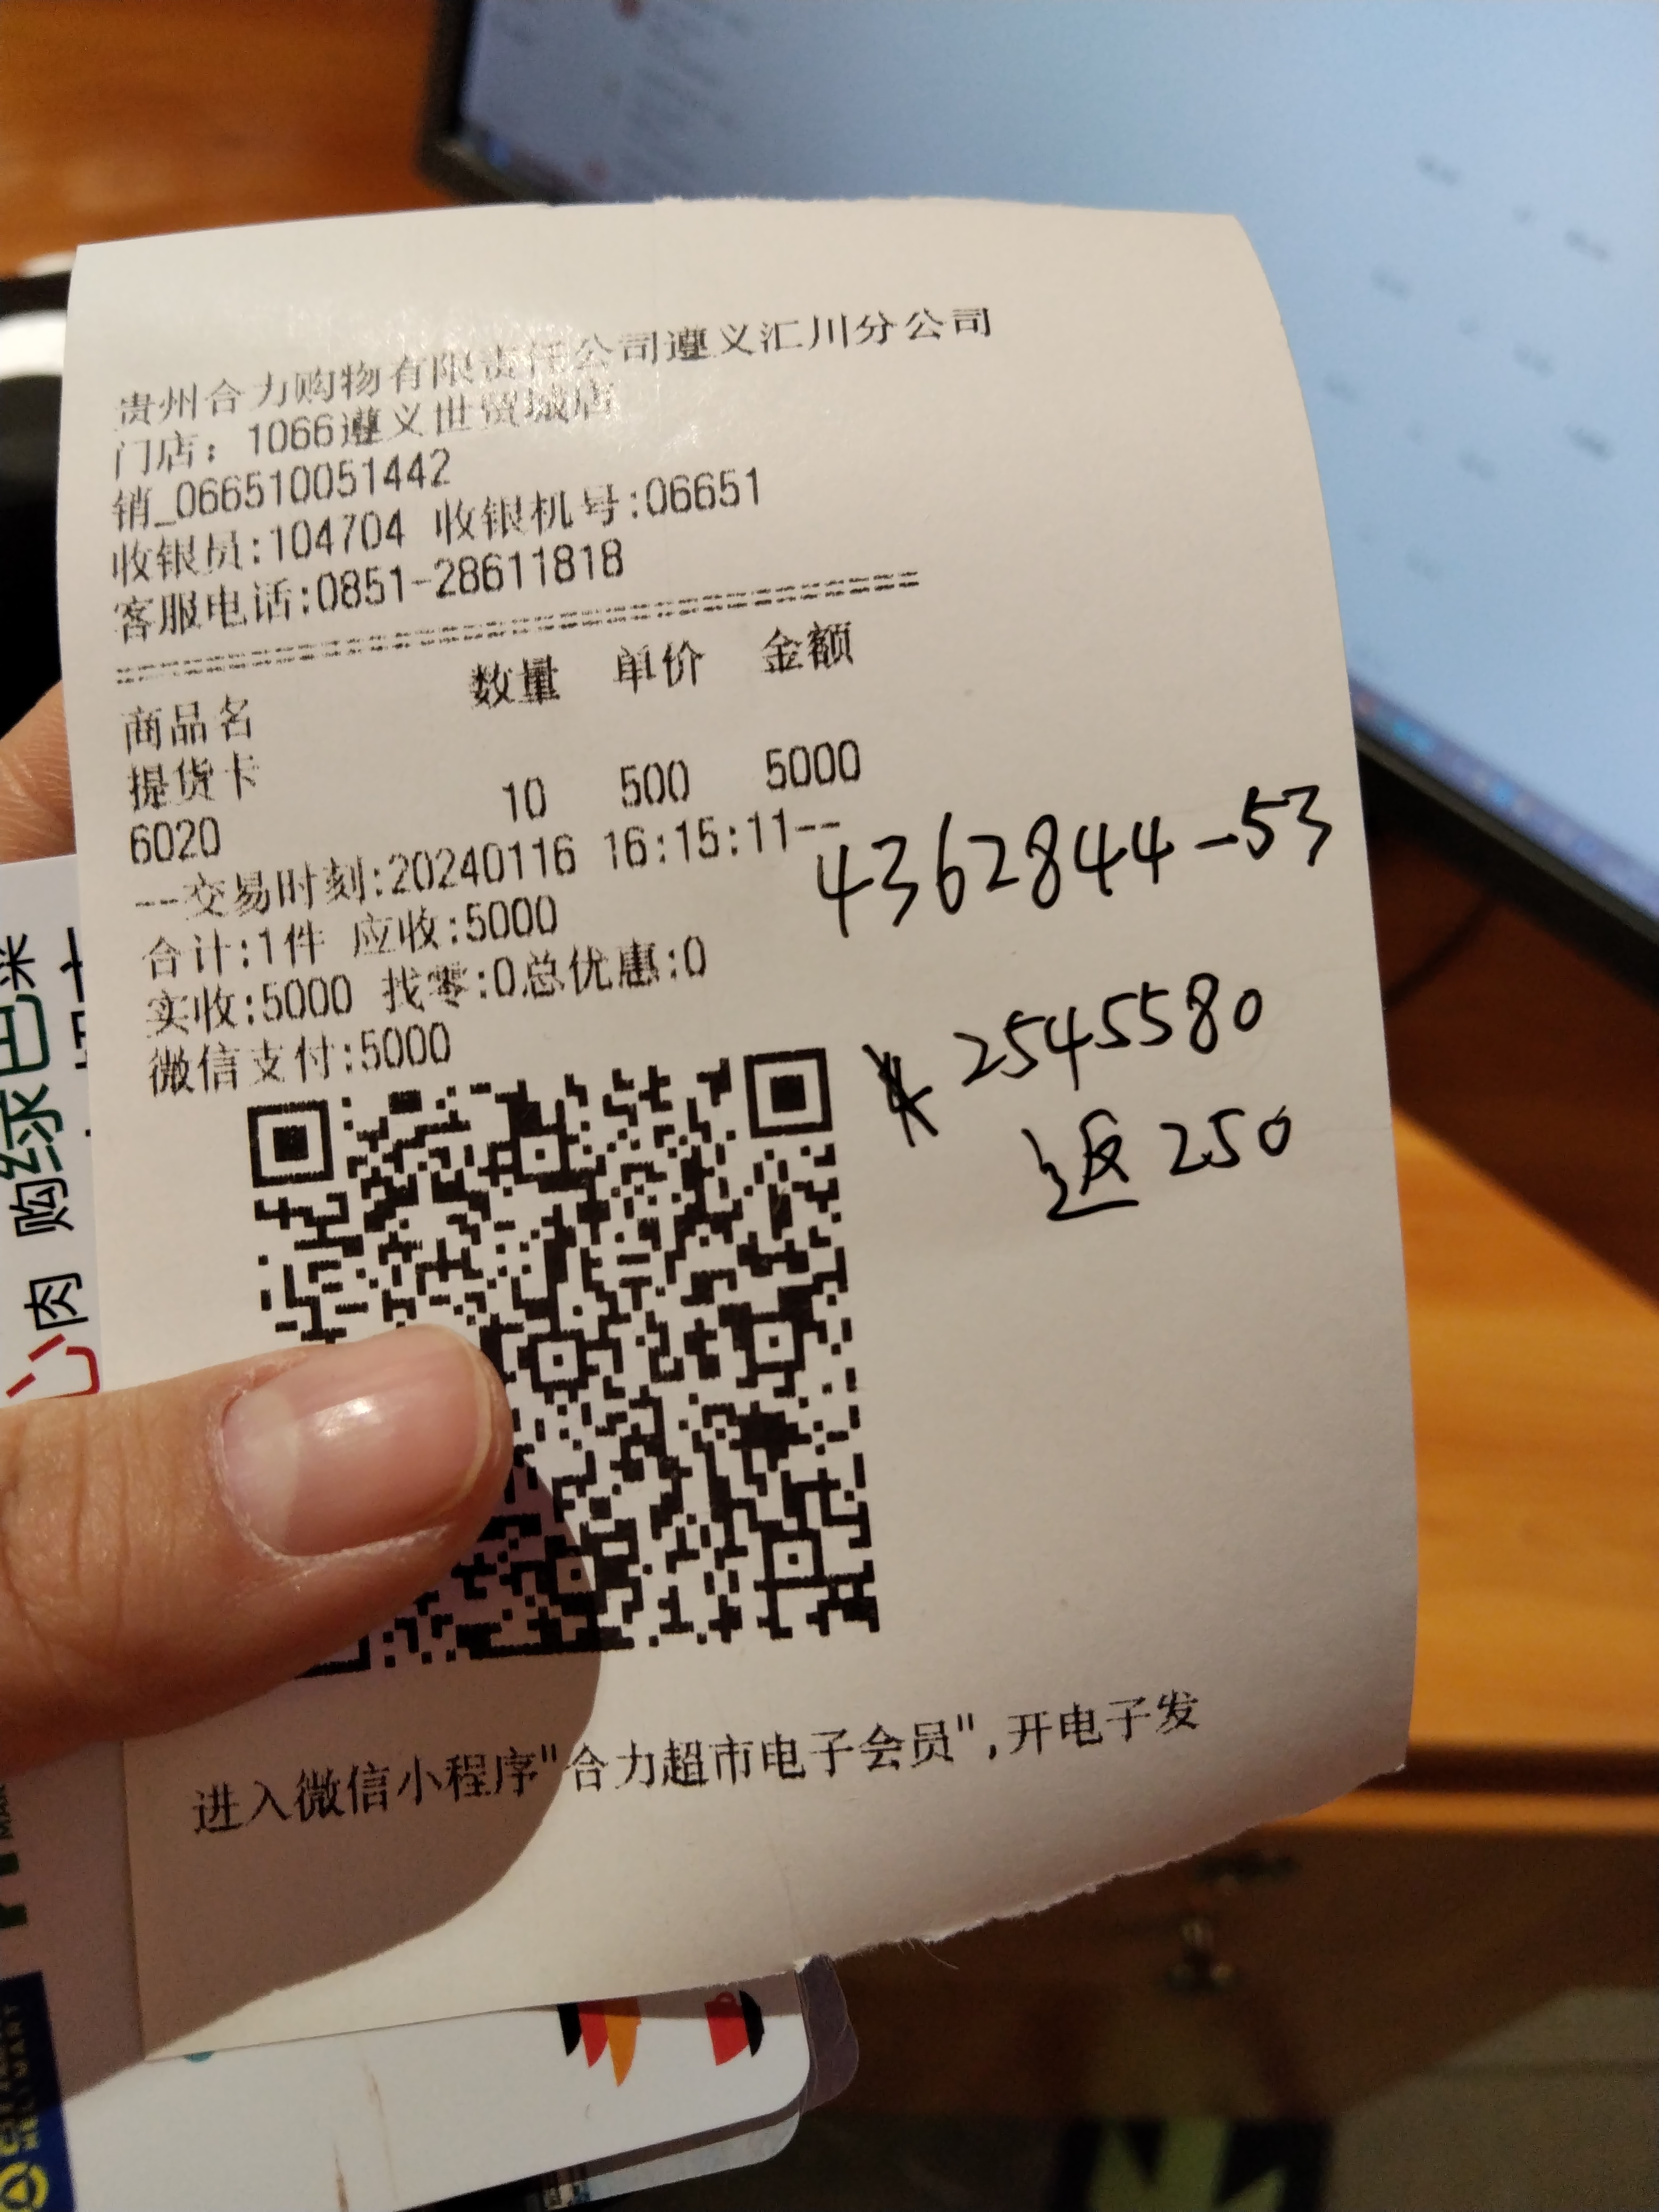 贵州合力购物有限责任公司遵义汇川分公司
门店：1066遵义世贸城店
销_066510051442
收银员:104704 收银机号:06651
客服电话:0851-28611818
================================
商品名 数量 单价 金额
提货卡
6020 10 500 5000
--交易时刻:20240116 16:15:11--
合计:1件 应收:5000
实收:5000 找零:0总优惠:0
微信支付:5000
4362844-53
2545580
返250
进入微信小程序"合力超市电子会员",开电子发
购绿色
心肉